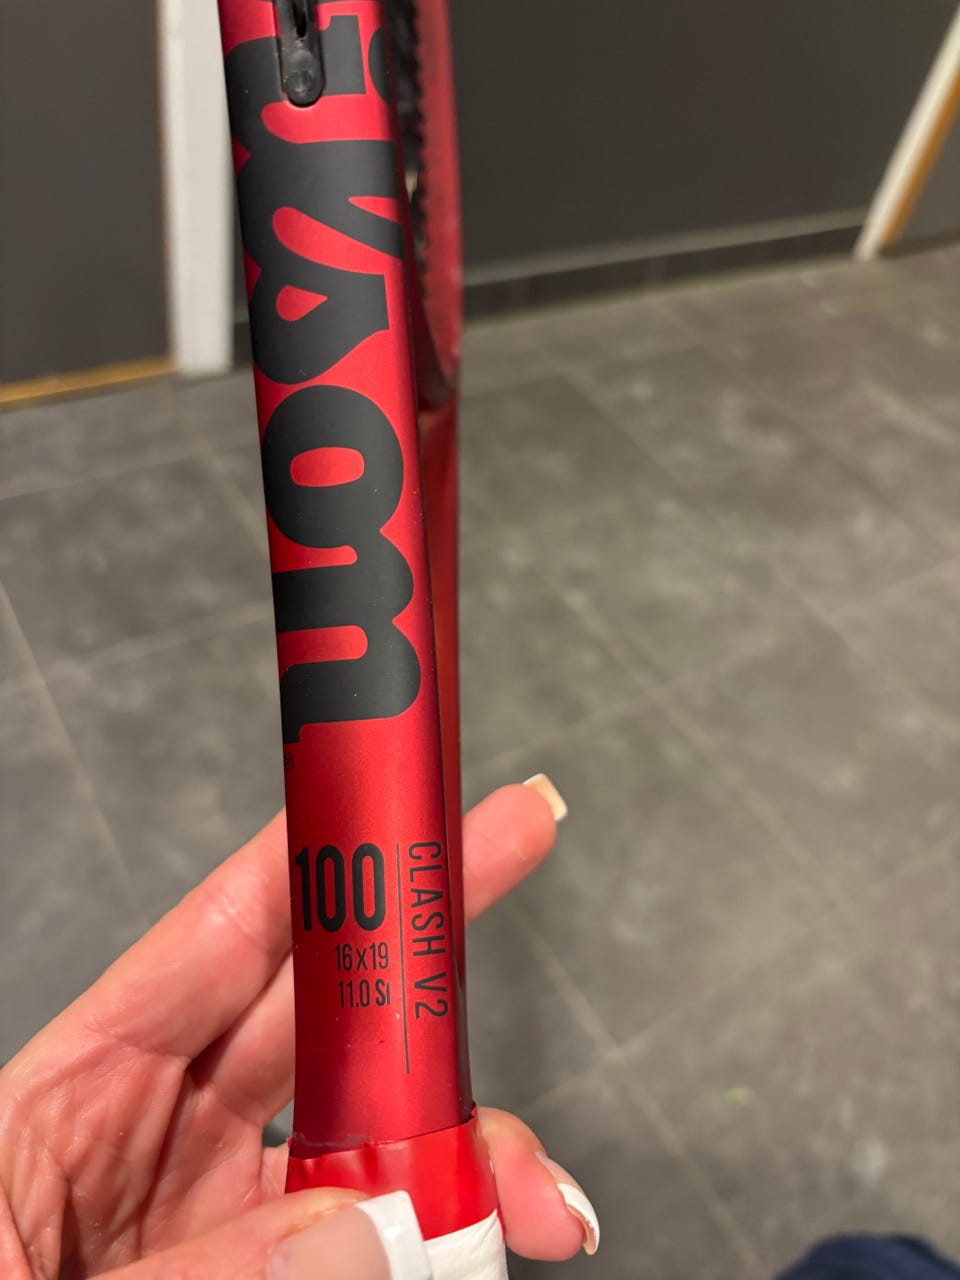 Wilson
®
100
16x19
11.0 Si
CLASH V2